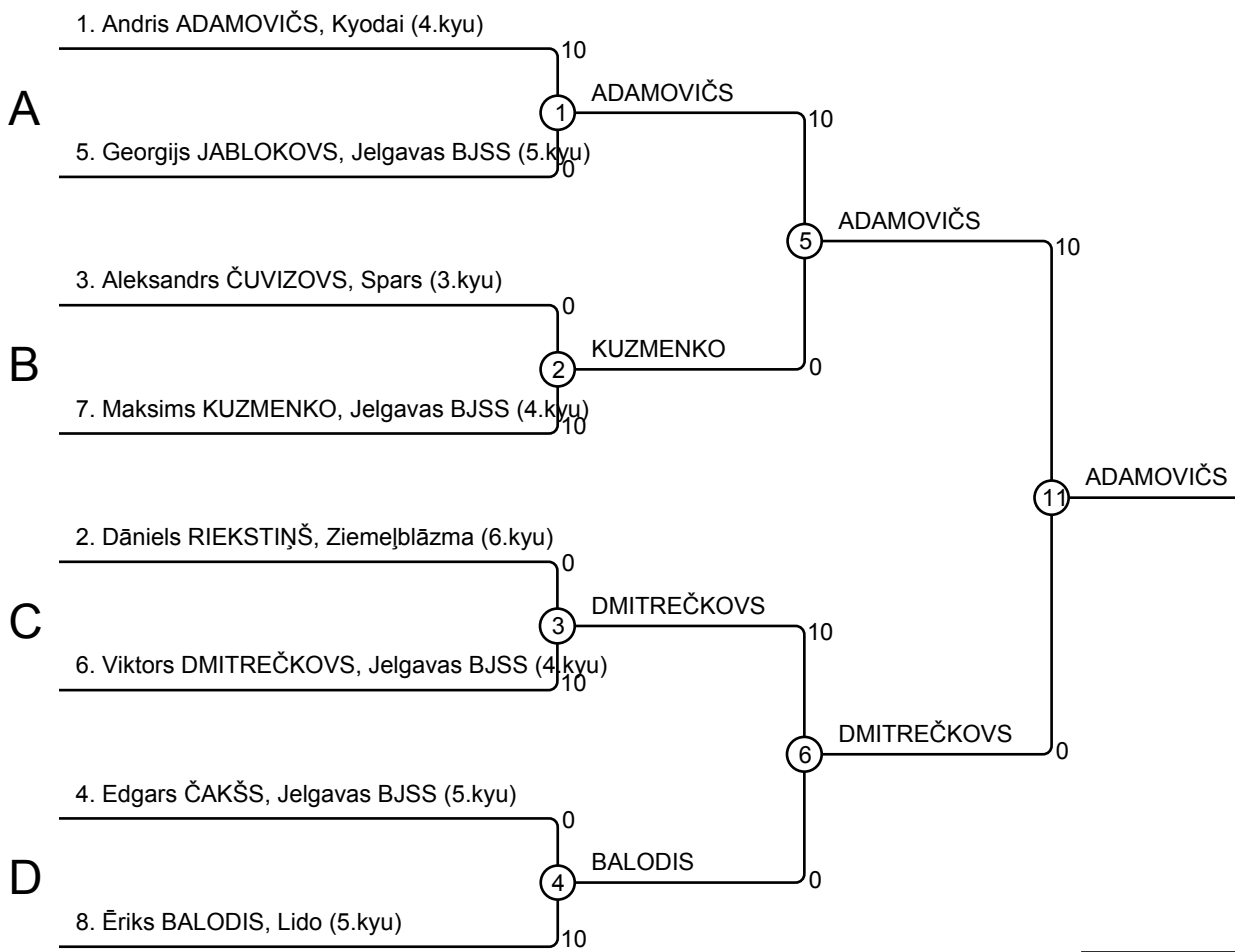 1. Andris ADAMOVIČS, Kyodai (4.kyu)
10
A
1
ADAMOVIČS
10
5. Georgijs JABLOKOVS, Jelgavas BJSS (5.kyu)
0
5
ADAMOVIČS
10
3. Aleksandrs ČUVIZOVS, Spars (3.kyu)
0
B
2
KUZMENKO
0
7. Maksims KUZMENKO, Jelgavas BJSS (4.kyu)
10
11
ADAMOVIČS
2. Dāniels RIEKSTIŅŠ, Ziemeļblāzma (6.kyu)
0
C
3
DMITREČKOVS
10
6. Viktors DMITREČKOVS, Jelgavas BJSS (4.kyu)
10
6
DMITREČKOVS
0
4. Edgars ČAKŠS, Jelgavas BJSS (5.kyu)
0
D
4
BALODIS
0
8. Ēriks BALODIS, Lido (5.kyu)
10